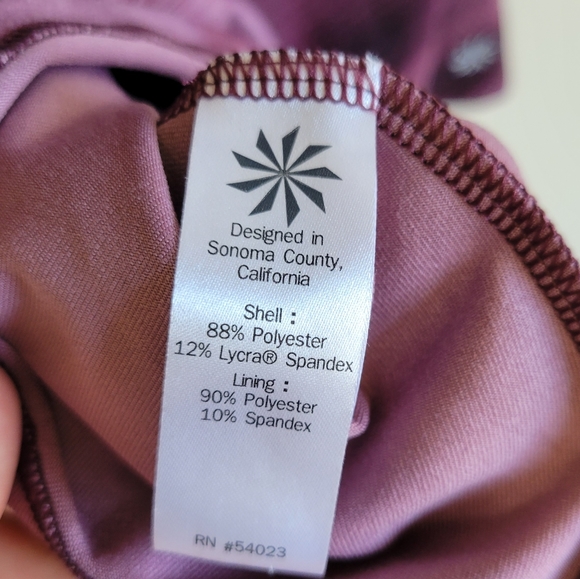 Designed in
Sonoma County,
California
Shell :
88% Polyester
12% Lycra® Spandex
Lining :
90% Polyester
10% Spandex
RN #54023